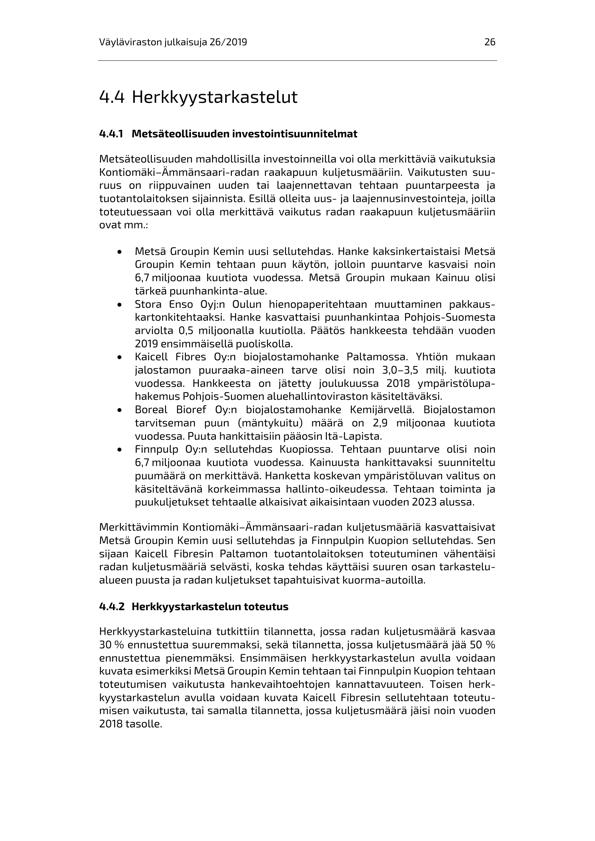 Väyläviraston julkaisuja 26/2019 26
4.4 Herkkyystarkastelut
4.4.1 Metsäteollisuuden investointisuunnitelmat
Metsäteollisuuden mahdollisilla investoinneilla voi olla merkittäviä vaikutuksia
Kontiomäki–Ämmänsaari-radan raakapuun kuljetusmääriin. Vaikutusten suu-
ruus on riippuvainen uuden tai laajennettavan tehtaan puuntarpeesta ja
tuotantolaitoksen sijainnista. Esillä olleita uus- ja laajennusinvestointeja, joilla
toteutuessaan voi olla merkittävä vaikutus radan raakapuun kuljetusmääriin
ovat mm.:
• Metsä Groupin Kemin uusi sellutehdas. Hanke kaksinkertaistaisi Metsä
Groupin Kemin tehtaan puun käytön, jolloin puuntarve kasvaisi noin
6,7 miljoonaa kuutiota vuodessa. Metsä Groupin mukaan Kainuu olisi
tärkeä puunhankinta-alue.
• Stora Enso Oyj:n Oulun hienopaperitehtaan muuttaminen pakkaus-
kartonkitehtaaksi. Hanke kasvattaisi puunhankintaa Pohjois-Suomesta
arviolta 0,5 miljoonalla kuutiolla. Päätös hankkeesta tehdään vuoden
2019 ensimmäisellä puoliskolla.
• Kaicell Fibres Oy:n biojalostamohanke Paltamossa. Yhtiön mukaan
jalostamon puuraaka-aineen tarve olisi noin 3,0–3,5 milj. kuutiota
vuodessa. Hankkeesta on jätetty joulukuussa 2018 ympäristölupa-
hakemus Pohjois-Suomen aluehallintoviraston käsiteltäväksi.
• Boreal Bioref Oy:n biojalostamohanke Kemijärvellä. Biojalostamon
tarvitseman puun (mäntykuitu) määrä on 2,9 miljoonaa kuutiota
vuodessa. Puuta hankittaisiin pääosin Itä-Lapista.
• Finnpulp Oy:n sellutehdas Kuopiossa. Tehtaan puuntarve olisi noin
6,7 miljoonaa kuutiota vuodessa. Kainuusta hankittavaksi suunniteltu
puumäärä on merkittävä. Hanketta koskevan ympäristöluvan valitus on
käsiteltävänä korkeimmassa hallinto-oikeudessa. Tehtaan toiminta ja
puukuljetukset tehtaalle alkaisivat aikaisintaan vuoden 2023 alussa.
Merkittävimmin Kontiomäki–Ämmänsaari-radan kuljetusmääriä kasvattaisivat
Metsä Groupin Kemin uusi sellutehdas ja Finnpulpin Kuopion sellutehdas. Sen
sijaan Kaicell Fibresin Paltamon tuotantolaitoksen toteutuminen vähentäisi
radan kuljetusmääriä selvästi, koska tehdas käyttäisi suuren osan tarkastelu-
alueen puusta ja radan kuljetukset tapahtuisivat kuorma-autoilla.
4.4.2 Herkkyystarkastelun toteutus
Herkkyystarkasteluina tutkittiin tilannetta, jossa radan kuljetusmäärä kasvaa
30 % ennustettua suuremmaksi, sekä tilannetta, jossa kuljetusmäärä jää 50 %
ennustettua pienemmäksi. Ensimmäisen herkkyystarkastelun avulla voidaan
kuvata esimerkiksi Metsä Groupin Kemin tehtaan tai Finnpulpin Kuopion tehtaan
toteutumisen vaikutusta hankevaihtoehtojen kannattavuuteen. Toisen herk-
kyystarkastelun avulla voidaan kuvata Kaicell Fibresin sellutehtaan toteutu-
misen vaikutusta, tai samalla tilannetta, jossa kuljetusmäärä jäisi noin vuoden
2018 tasolle.